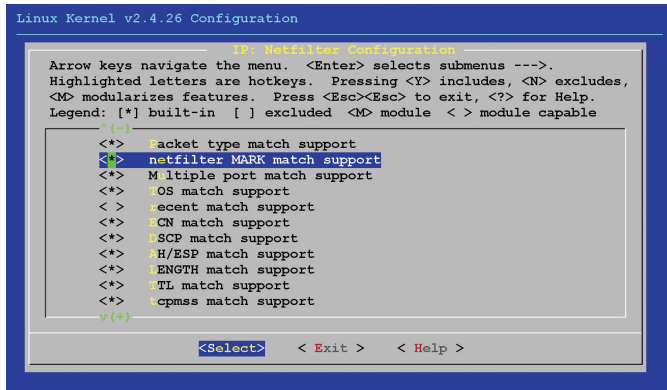 Linux Kernel v2.4.26 Configuration
IP: Netfilter Configuration
Arrow keys navigate the menu. <Enter> selects submenus --->.
Highlighted letters are hotkeys. Pressing <Y> includes, <N> excludes,
<M> modularizes features. Press <Esc><Esc> to exit, <?> for Help.
Legend: [*] built-in [ ] excluded <M> module < > module capable
^(-)
<*> Packet type match support
<*> netfilter MARK match support
<*> Multiple port match support
<*> TOS match support
< > recent match support
<*> ECN match support
<*> DSCP match support
<*> AH/ESP match support
<*> LENGTH match support
<*> TTL match support
<*> tcpmss match support
v(+)
<Select> < Exit > < Help >